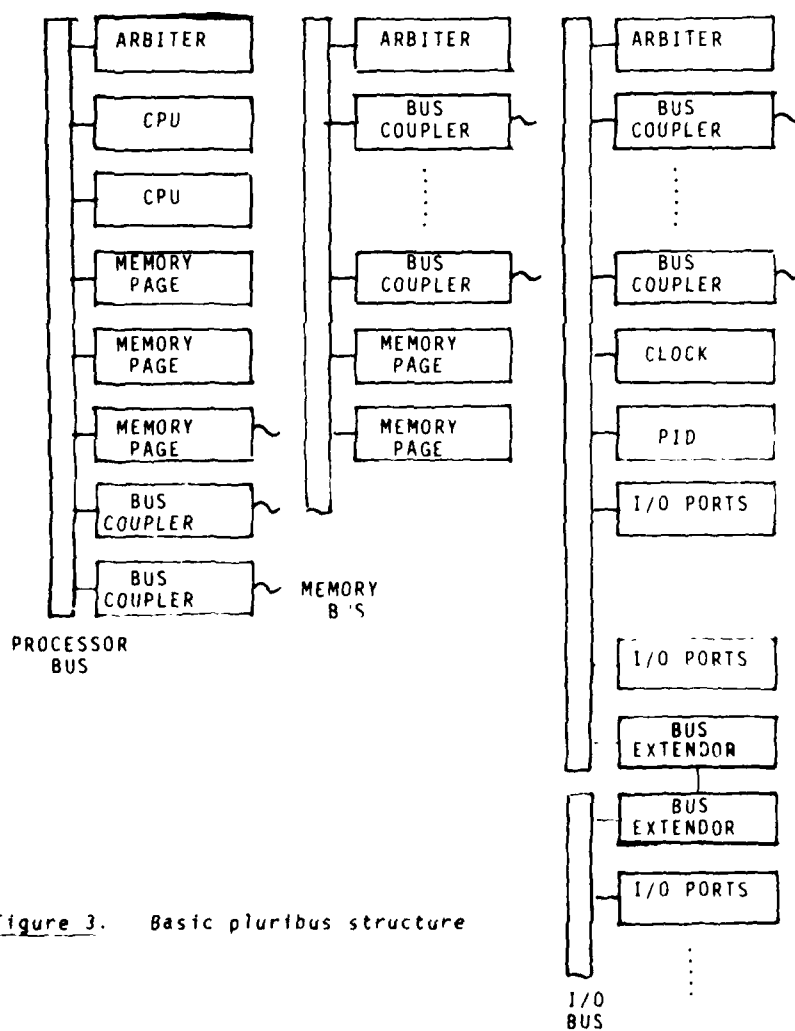 ARBITER
CPU
CPU
MEMORY
PAGE
MEMORY
PAGE
MEMORY
PAGE
BUS
COUPLER
BUS
COUPLER
PROCESSOR
BUS
ARBITER
BUS
COUPLER
BUS
COUPLER
MEMORY
PAGE
MEMORY
PAGE
MEMORY
ARBITER
BUS
COUPLER
BUS
COUPLER
CLOCK
PID
I/O PORTS
I/O PORTS
BUS
EXTENDOR
BUS
EXTENDOR
I/O PORTS
I/O
BUS
igure 3. Basic pluribus structure